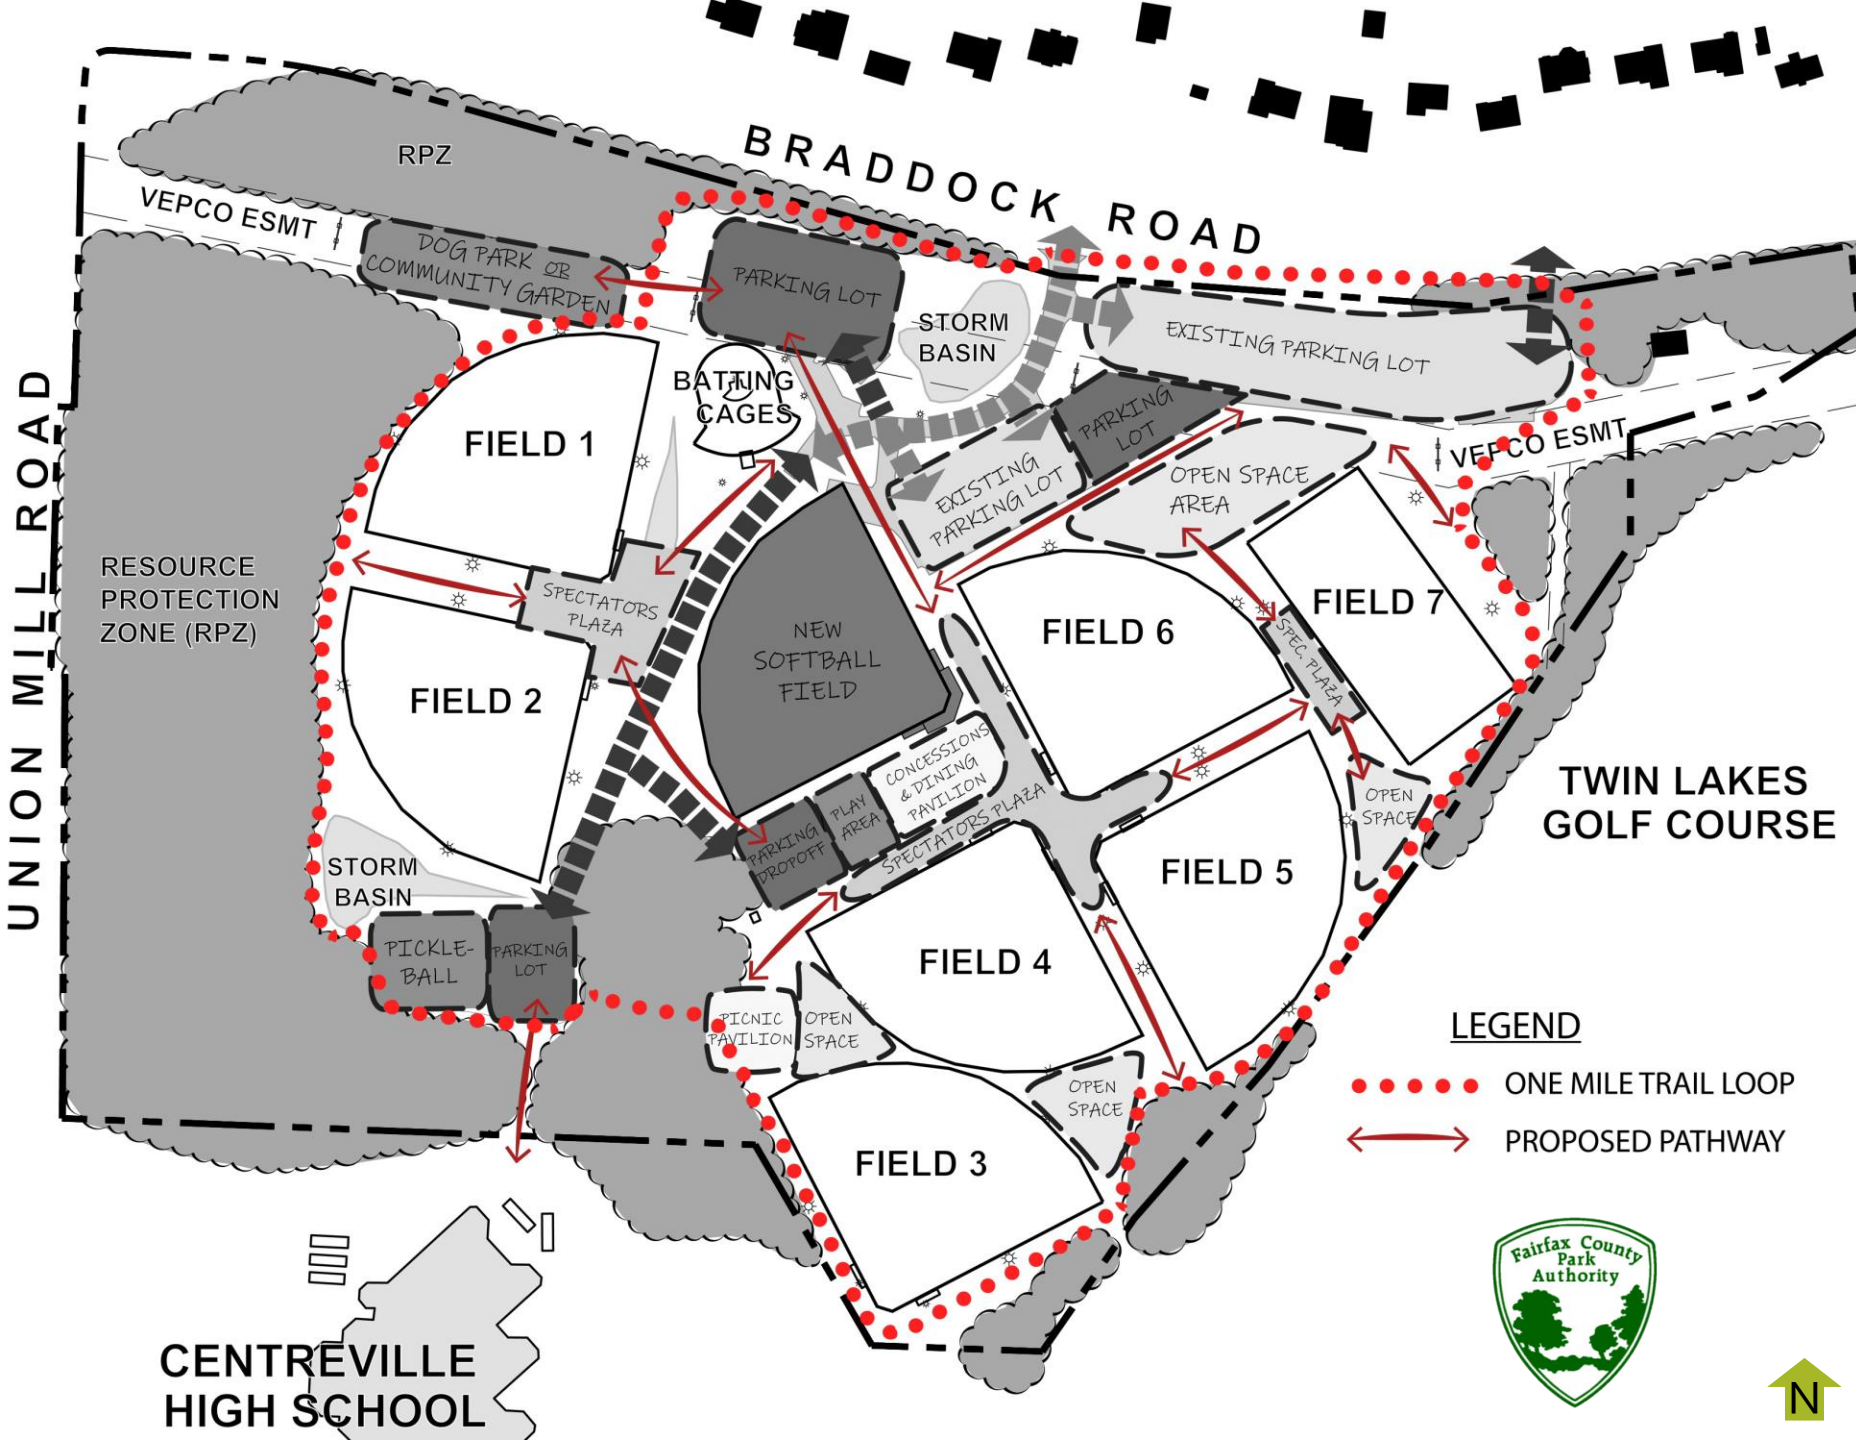 BRADDOCK ROAD
RPZ
VEPCO ESMT
DOG PARK OR
COMMUNITY GARDEN
PARKING LOT
STORM
BASIN
EXISTING PARKING LOT
BATTING
CAGES
PARKING
LOT
VEPCO ESMT
FIELD 1
EXISTING
PARKING LOT
OPEN SPACE
AREA
UNION MILL ROAD
RESOURCE
PROTECTION
ZONE (RPZ)
SPECTATORS
PLAZA
NEW
SOFTBALL
FIELD
FIELD 6
FIELD 7
SPEC. PLAZA
FIELD 2
CONCESSIONS
& DINING
PAVILION
PLAY
AREA
PARKING
DROPOFF
SPECTATORS PLAZA
OPEN
SPACE
TWIN LAKES
GOLF COURSE
STORM
BASIN
FIELD 5
PICKLE-
BALL
PARKING
LOT
FIELD 4
PICNIC
PAVILION
OPEN
SPACE
OPEN
SPACE
FIELD 3
LEGEND
ONE MILE TRAIL LOOP
PROPOSED PATHWAY
Fairfax County
Park
Authority
CENTREVILLE
HIGH SCHOOL
N